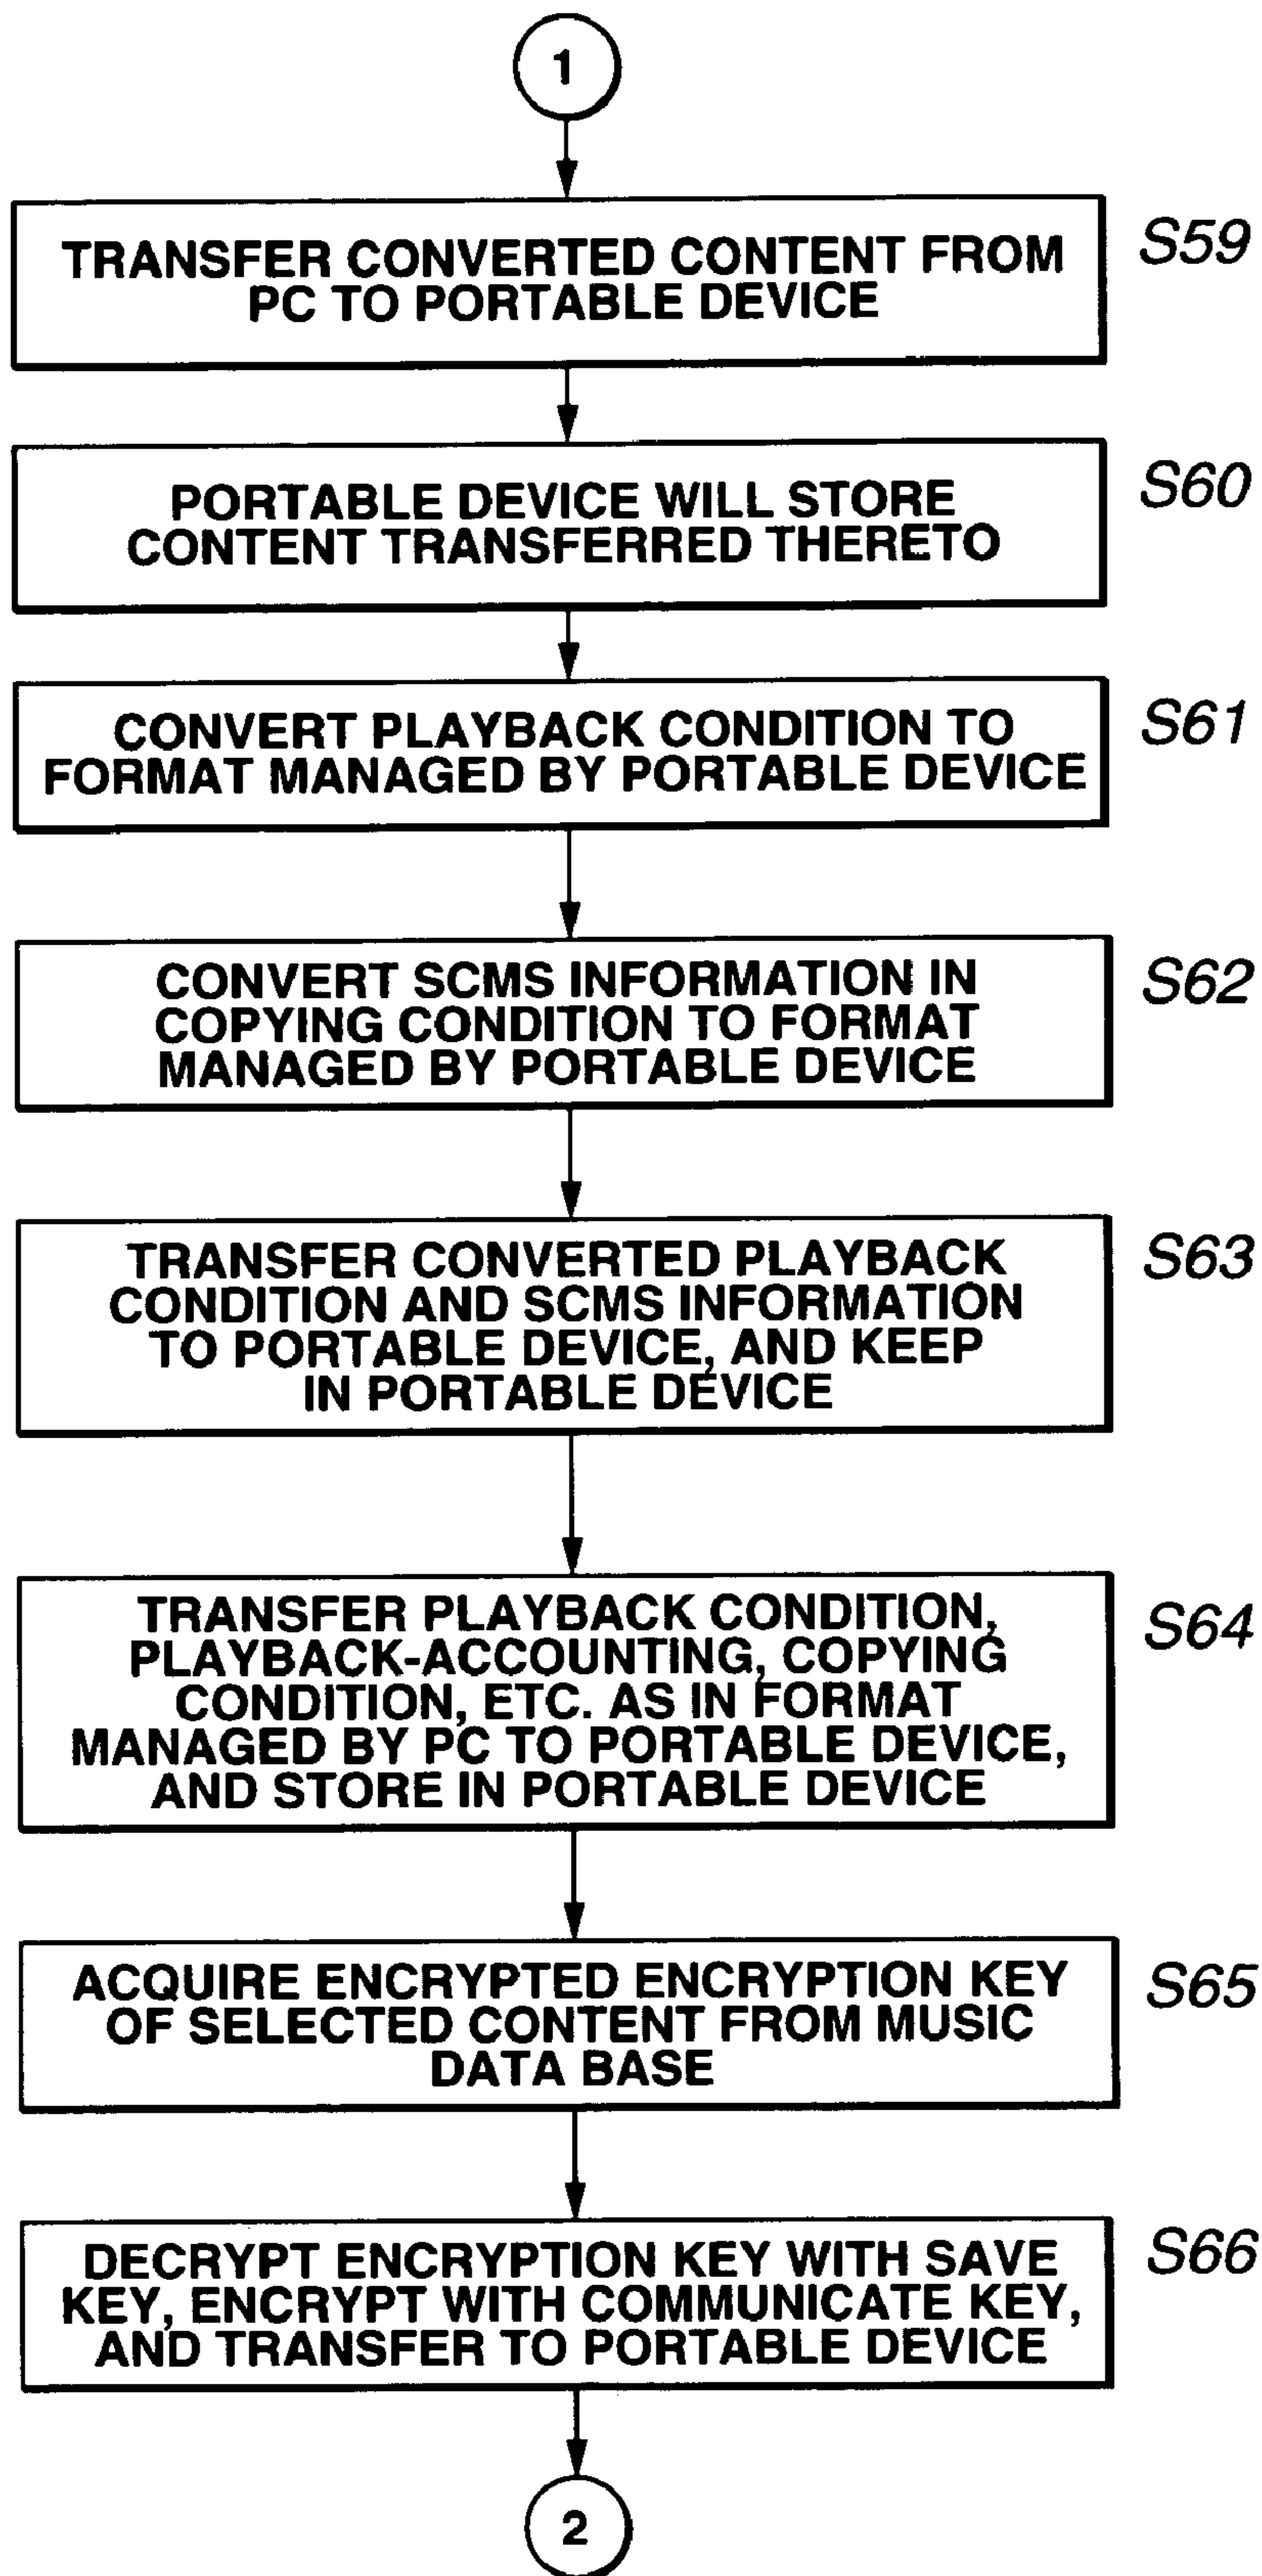 1
TRANSFER CONVERTED CONTENT FROM
PC TO PORTABLE DEVICE
S59
PORTABLE DEVICE WILL STORE
CONTENT TRANSFERRED THERETO
S60
CONVERT PLAYBACK CONDITION TO
FORMAT MANAGED BY PORTABLE DEVICE
S61
CONVERT SCMS INFORMATION IN
COPYING CONDITION TO FORMAT
MANAGED BY PORTABLE DEVICE
S62
TRANSFER CONVERTED PLAYBACK
CONDITION AND SCMS INFORMATION
TO PORTABLE DEVICE, AND KEEP
IN PORTABLE DEVICE
S63
TRANSFER PLAYBACK CONDITION,
PLAYBACK-ACCOUNTING, COPYING
CONDITION, ETC. AS IN FORMAT
MANAGED BY PC TO PORTABLE DEVICE,
AND STORE IN PORTABLE DEVICE
S64
ACQUIRE ENCRYPTED ENCRYPTION KEY
OF SELECTED CONTENT FROM MUSIC
DATA BASE
S65
DECRYPT ENCRYPTION KEY WITH SAVE
KEY, ENCRYPT WITH COMMUNICATE KEY,
AND TRANSFER TO PORTABLE DEVICE
S66
2